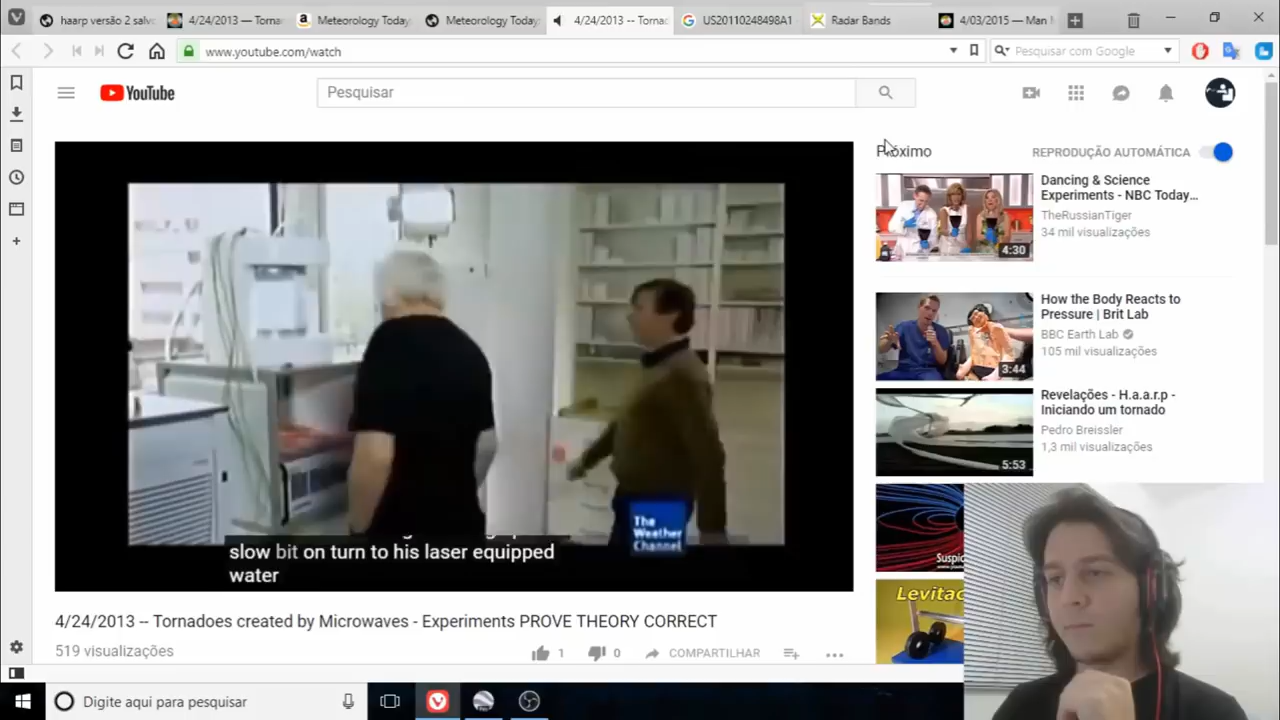 haarp versão 2 salvo
4/24/2013 -- Tornar
Meteorology Today:
Meteorology Today:
4/24/2013 -- Tornad
US20110248498A1 -
Radar Bands
4/03/2015 — Man M
www.youtube.com/watch
Pesquisar com Google
YouTube
Pesquisar
Próximo
REPRODUÇÃO AUTOMÁTICA
Dancing & Science
Experiments - NBC Today...
TheRussianTiger
34 mil visualizações
4:30
How the Body Reacts to
Pressure | Brit Lab
BBC Earth Lab
105 mil visualizações
3:44
Revelações - H.a.a.r.p -
Iniciando um tornado
Pedro Breissler
1,3 mil visualizações
5:53
Levitac
The
Weather
Channel
slow bit on turn to his laser equipped
water
4/24/2013 -- Tornadoes created by Microwaves - Experiments PROVE THEORY CORRECT
519 visualizações
1
0
COMPARTILHAR
Digite aqui para pesquisar